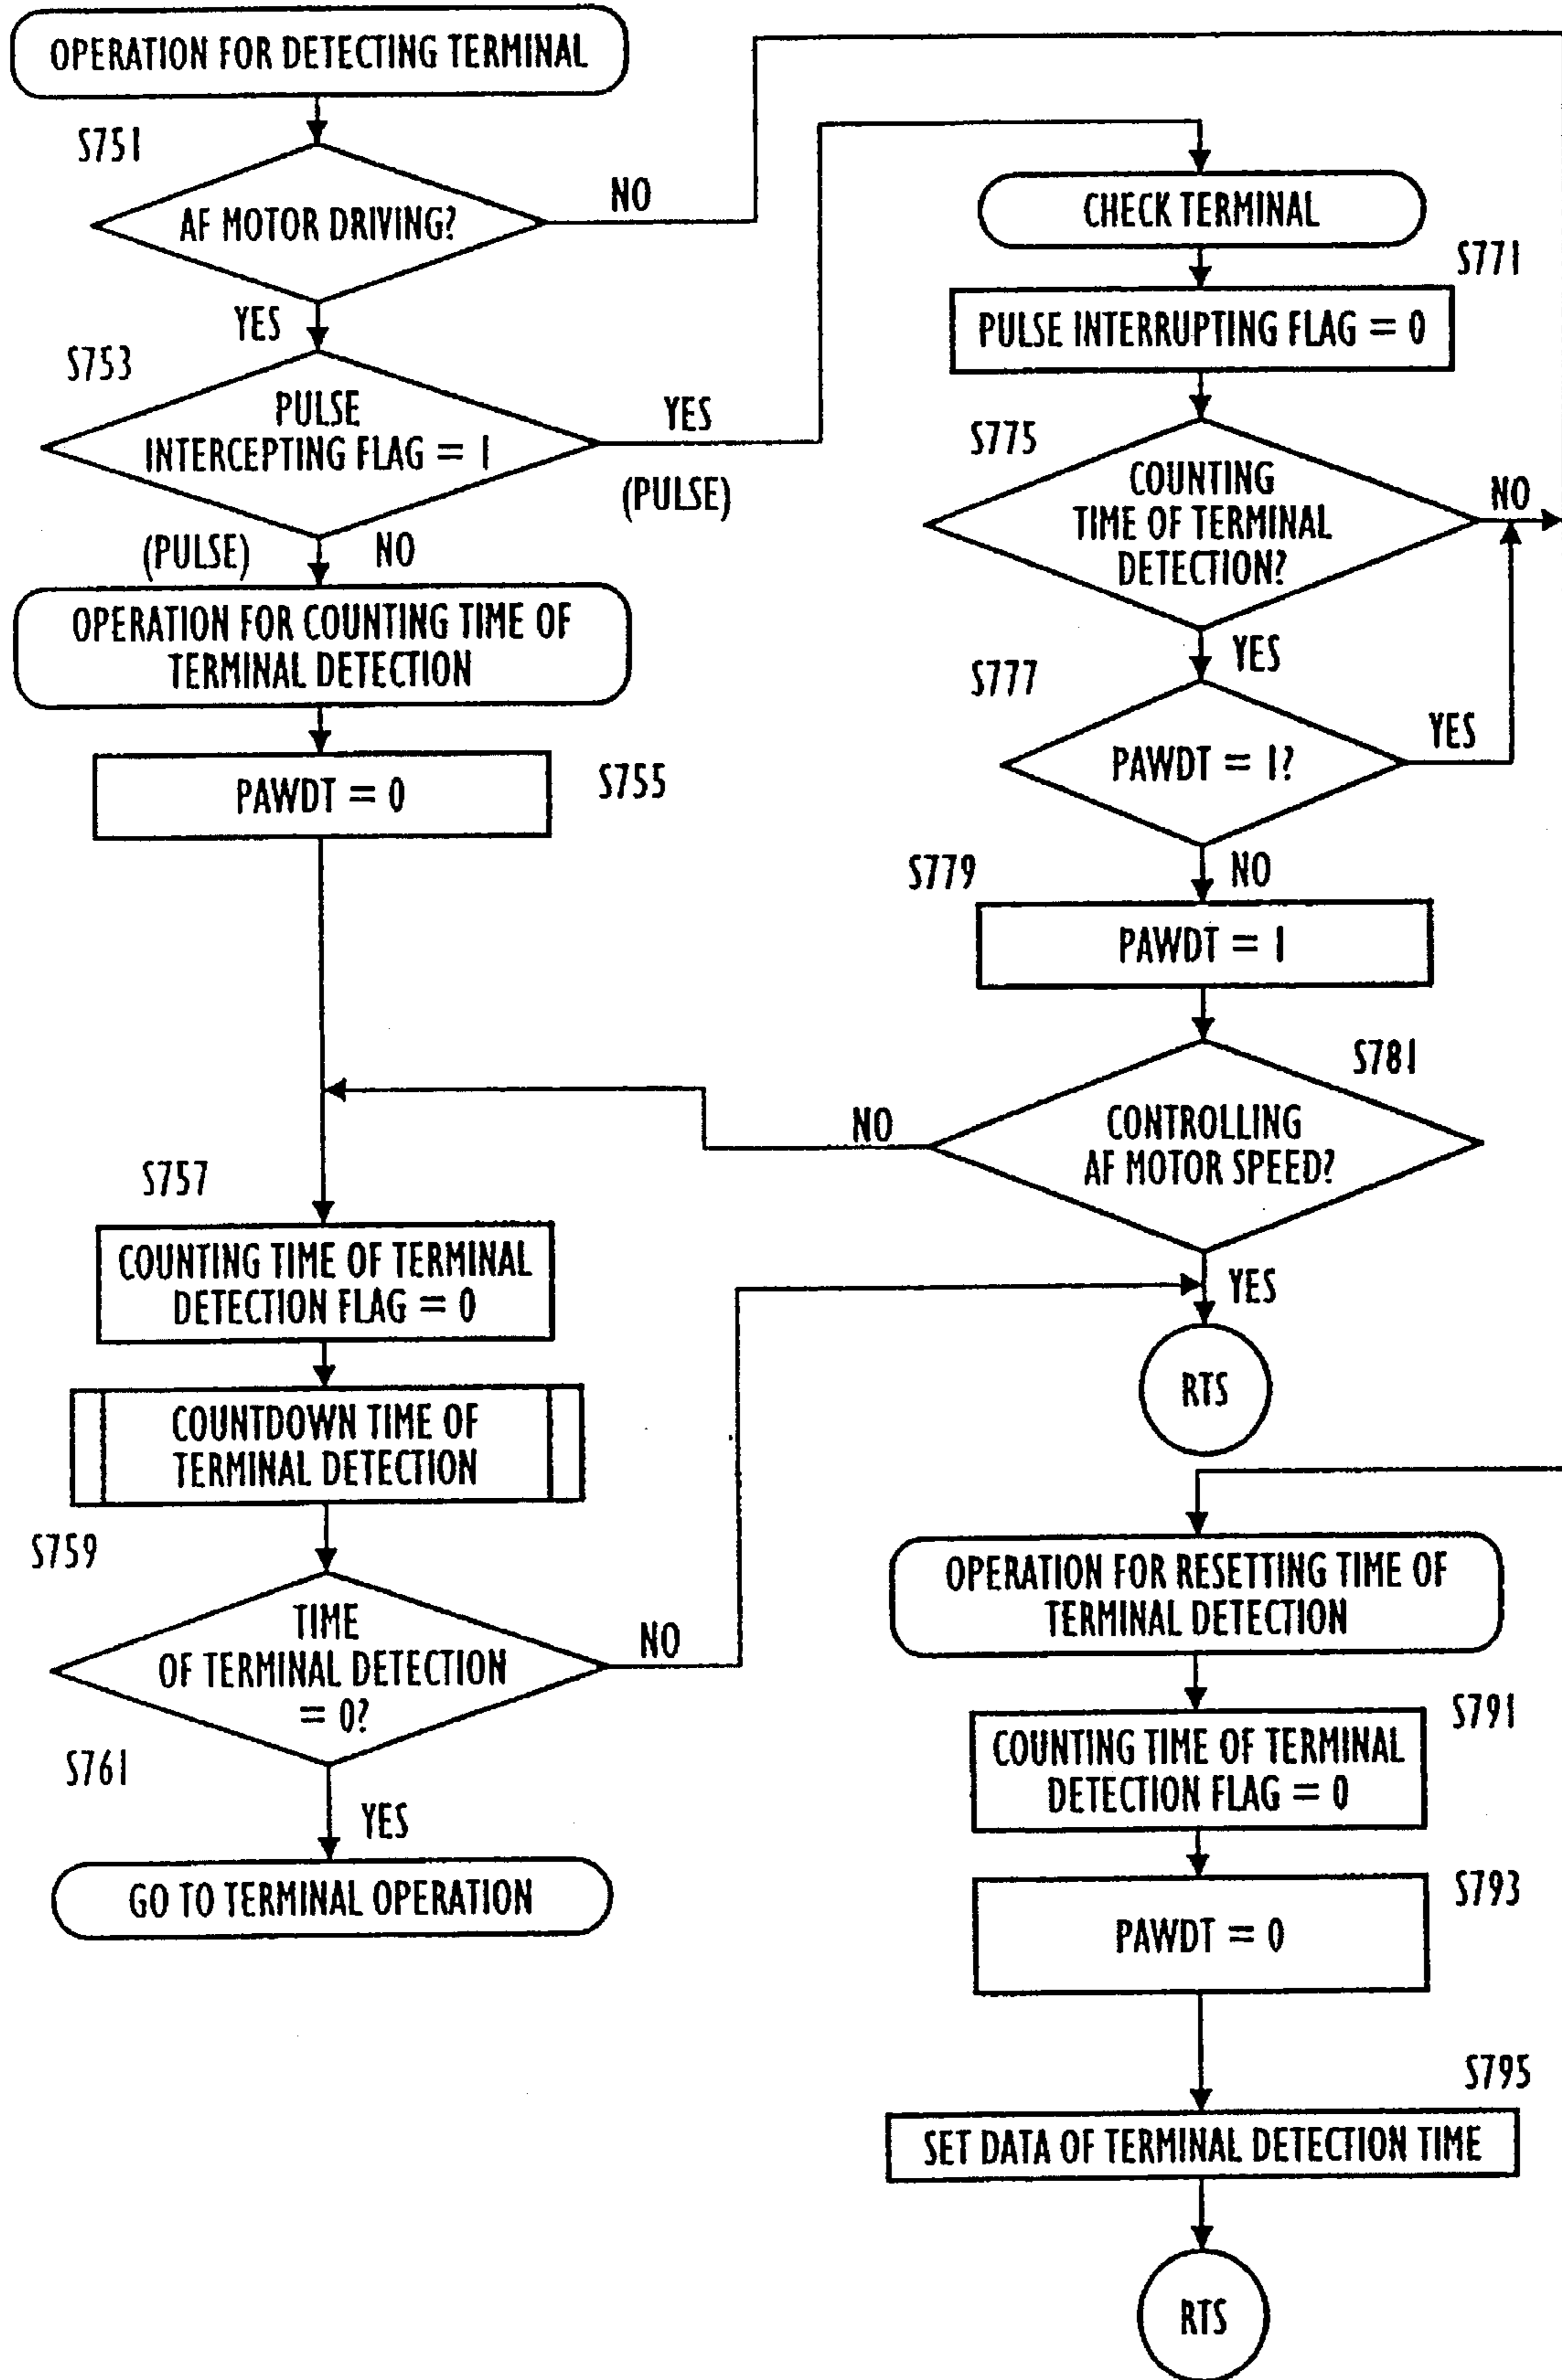 OPERATION FOR DETECTING TERMINAL
S751
AF MOTOR DRIVING?
NO
YES
S753
PULSE
INTERCEPTING FLAG = 1
YES
(PULSE)
(PULSE)
NO
OPERATION FOR COUNTING TIME OF
TERMINAL DETECTION
PAWDT = 0
S755
S757
COUNTING TIME OF TERMINAL
DETECTION FLAG = 0
COUNTDOWN TIME OF
TERMINAL DETECTION
S759
TIME
OF TERMINAL DETECTION
= 0?
NO
S761
YES
GO TO TERMINAL OPERATION
CHECK TERMINAL
S771
PULSE INTERRUPTING FLAG = 0
S775
COUNTING
TIME OF TERMINAL
DETECTION?
NO
YES
S777
PAWDT = 1?
YES
S779
NO
PAWDT = 1
S781
CONTROLLING
AF MOTOR SPEED?
NO
YES
RTS
OPERATION FOR RESETTING TIME OF
TERMINAL DETECTION
S791
COUNTING TIME OF TERMINAL
DETECTION FLAG = 0
S793
PAWDT = 0
S795
SET DATA OF TERMINAL DETECTION TIME
RTS